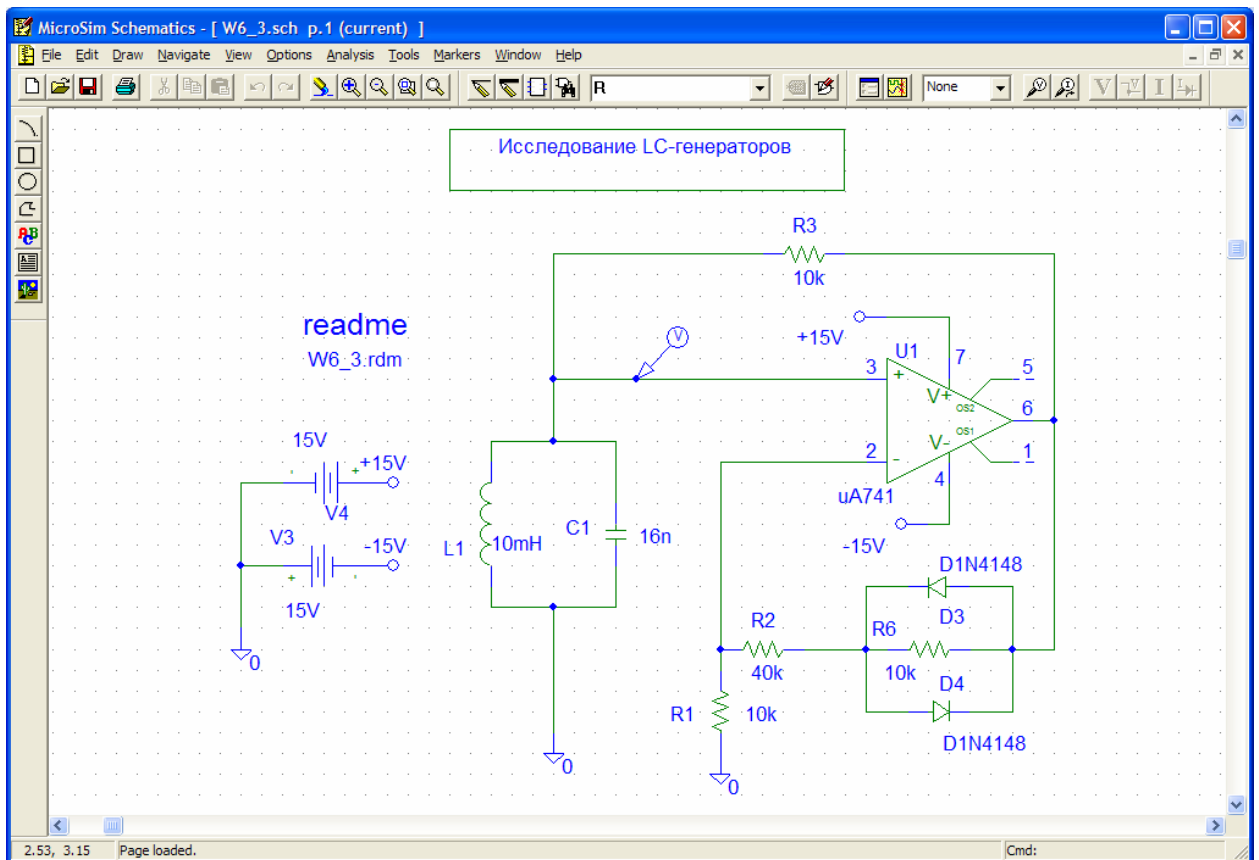 MicroSim Schematics - [ W6_3.sch p.1 (current) ]
File Edit Draw Navigate View Options Analysis Tools Markers Window Help
R
None
V
V
I
ABC
Исследование LC-генераторов
R3
10k
readme
W6_3.rdm
V
+15V
U1
7
3
+
5
V+
OS2
6
15V
+15V
V-
OS1
2
-
1
4
V4
uA741
V3
-15V
L1
10mH
C1
16n
-15V
15V
D1N4148
D3
R2
R6
0
40k
10k
D4
R1
10k
D1N4148
0
0
2.53, 3.15
Page loaded.
Cmd: